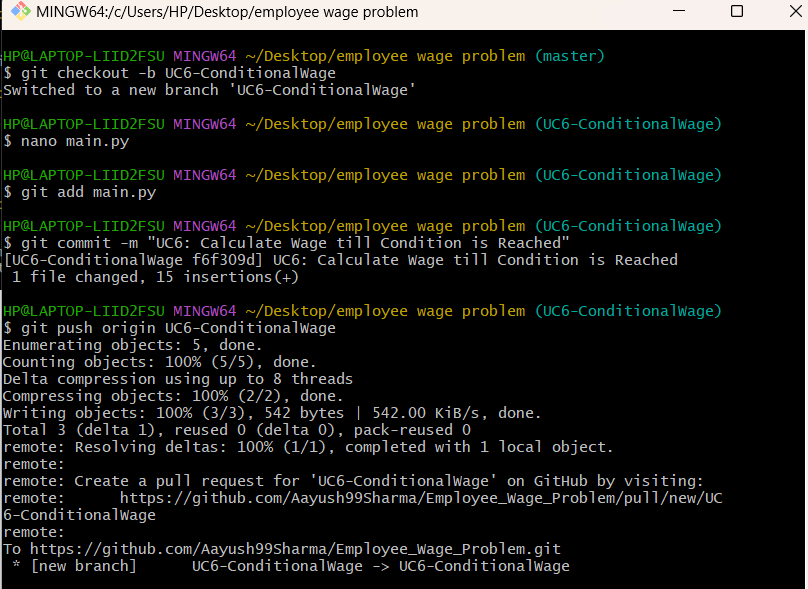 MINGW64:/c/Users/HP/Desktop/employee wage problem
HP@LAPTOP-LIID2FSU MINGW64 ~/Desktop/employee wage problem (master)
$ git checkout -b UC6-ConditionalWage
Switched to a new branch 'UC6-ConditionalWage'
HP@LAPTOP-LIID2FSU MINGW64 ~/Desktop/employee wage problem (UC6-ConditionalWage)
$ nano main.py
HP@LAPTOP-LIID2FSU MINGW64 ~/Desktop/employee wage problem (UC6-ConditionalWage)
$ git add main.py
HP@LAPTOP-LIID2FSU MINGW64 ~/Desktop/employee wage problem (UC6-ConditionalWage)
$ git commit -m "UC6: Calculate Wage till Condition is Reached"
[UC6-ConditionalWage f6f309d] UC6: Calculate Wage till Condition is Reached
 1 file changed, 15 insertions(+)
HP@LAPTOP-LIID2FSU MINGW64 ~/Desktop/employee wage problem (UC6-ConditionalWage)
$ git push origin UC6-ConditionalWage
Enumerating objects: 5, done.
Counting objects: 100% (5/5), done.
Delta compression using up to 8 threads
Compressing objects: 100% (2/2), done.
Writing objects: 100% (3/3), 542 bytes | 542.00 KiB/s, done.
Total 3 (delta 1), reused 0 (delta 0), pack-reused 0
remote: Resolving deltas: 100% (1/1), completed with 1 local object.
remote:
remote: Create a pull request for 'UC6-ConditionalWage' on GitHub by visiting:
remote:      https://github.com/Aayush99Sharma/Employee_Wage_Problem/pull/new/UC
6-ConditionalWage
remote:
To https://github.com/Aayush99Sharma/Employee_Wage_Problem.git
 * [new branch]      UC6-ConditionalWage -> UC6-ConditionalWage